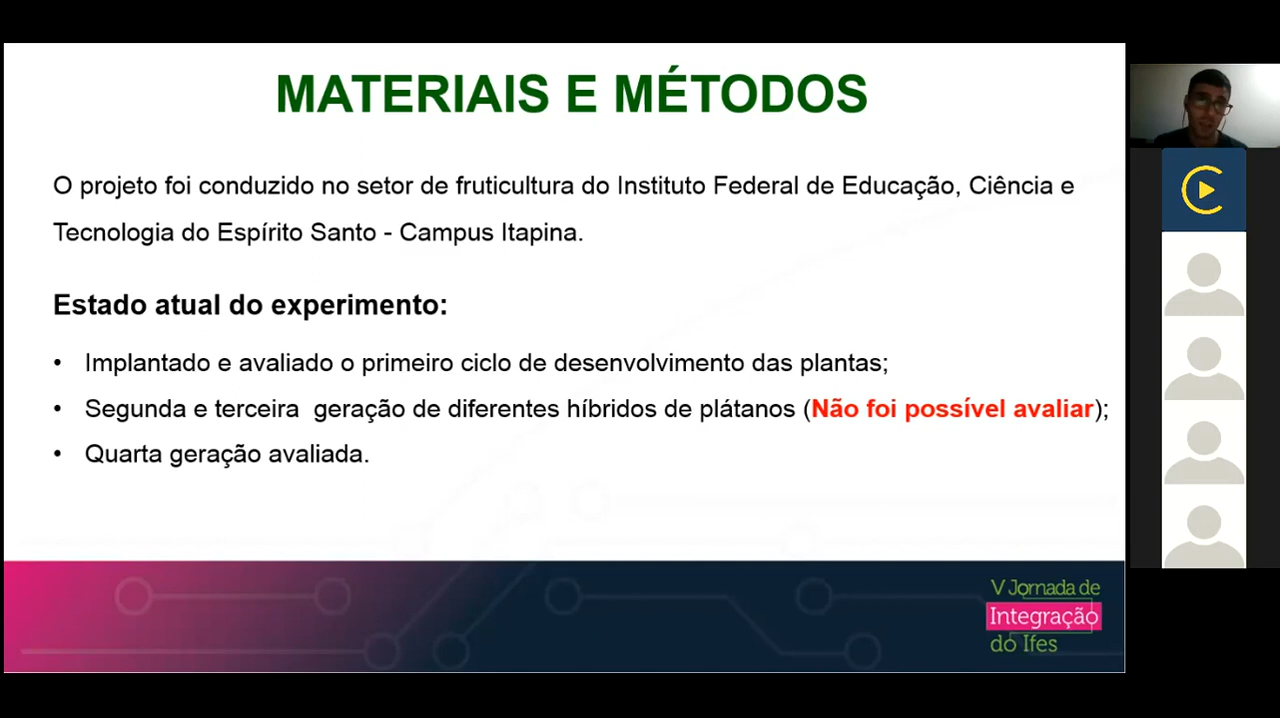 MATERIAIS E MÉTODOS
O projeto foi conduzido no setor de fruticultura do Instituto Federal de Educação, Ciência e
Tecnologia do Espírito Santo - Campus Itapina.
Estado atual do experimento:
• Implantado e avaliado o primeiro ciclo de desenvolvimento das plantas;
• Segunda e terceira geração de diferentes híbridos de plátanos (Não foi possível avaliar);
• Quarta geração avaliada.
V Jornada de
Integração
do Ifes